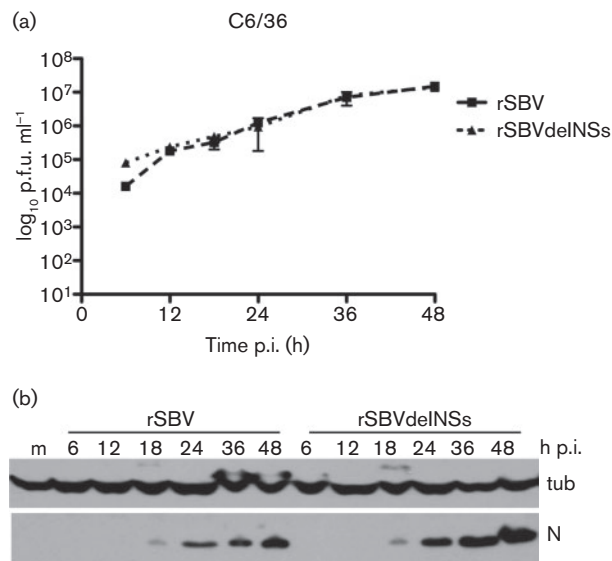 (a)
C6/36
10⁸
10⁷
10⁶
10⁵
10⁴
10³
10²
10¹
log₁₀ p.f.u. ml⁻¹
0 12 24 36 48
Time p.i. (h)
rSBV
rSBVdelNSs
(b)
rSBV rSBVdelNSs
m 6 12 18 24 36 48 6 12 18 24 36 48 h p.i.
tub
N